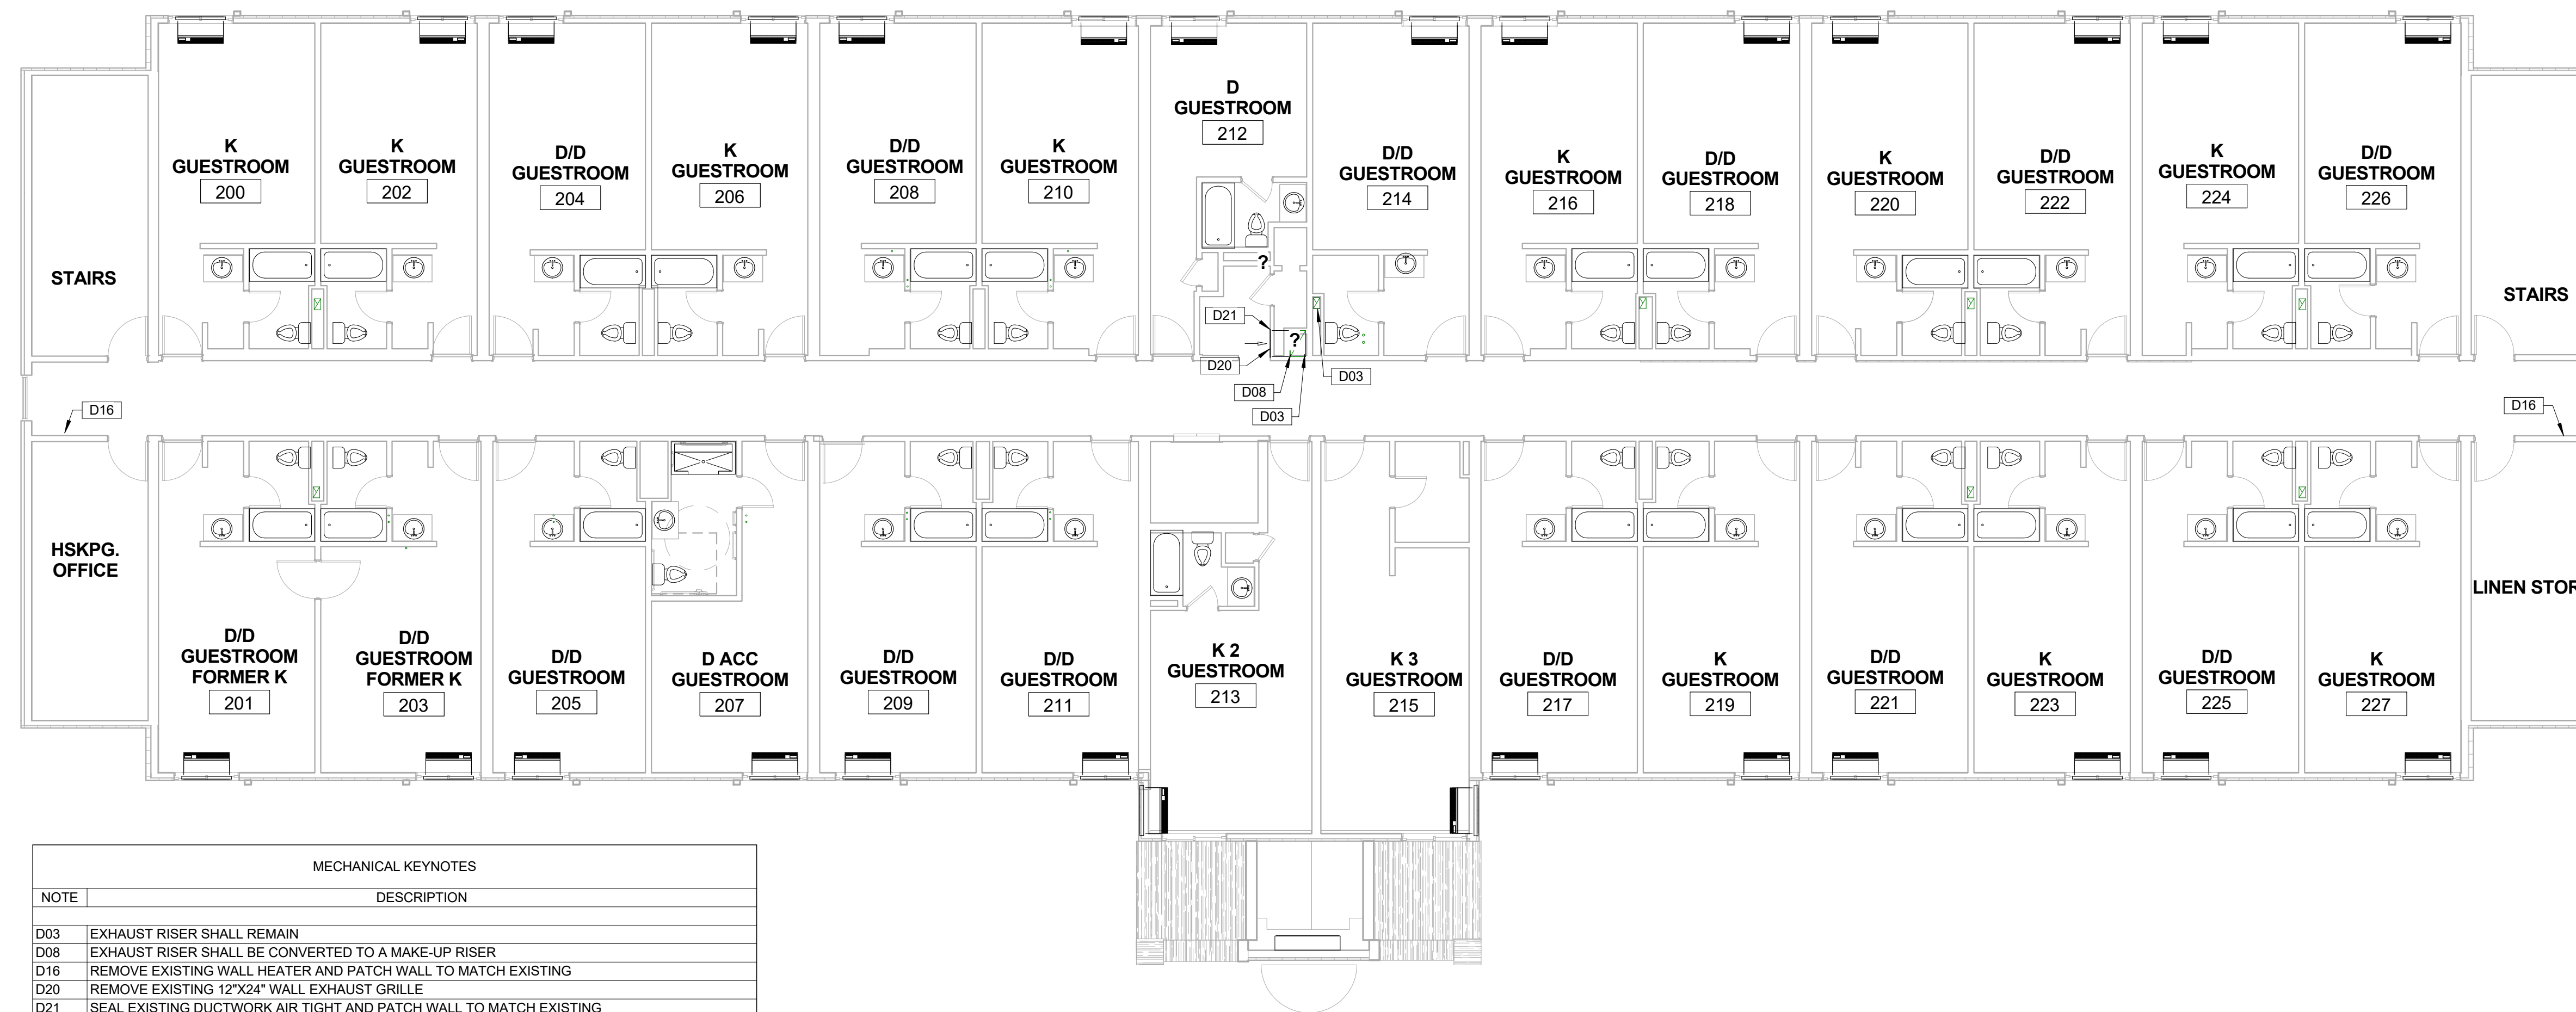 K
GUESTROOM
200
K
GUESTROOM
202
D/D
GUESTROOM
204
K
GUESTROOM
206
D/D
GUESTROOM
208
K
GUESTROOM
210
D
GUESTROOM
212
D/D
GUESTROOM
214
K
GUESTROOM
216
D/D
GUESTROOM
218
K
GUESTROOM
220
D/D
GUESTROOM
222
K
GUESTROOM
224
D/D
GUESTROOM
226
STAIRS
STAIRS
?
D21
?
D20
D08
D03
D03
D16
D16
HSKPG.
OFFICE
LINEN STOR
D/D
GUESTROOM
FORMER K
201
D/D
GUESTROOM
FORMER K
203
D/D
GUESTROOM
205
D ACC
GUESTROOM
207
D/D
GUESTROOM
209
D/D
GUESTROOM
211
K 2
GUESTROOM
213
K 3
GUESTROOM
215
D/D
GUESTROOM
217
K
GUESTROOM
219
D/D
GUESTROOM
221
K
GUESTROOM
223
D/D
GUESTROOM
225
K
GUESTROOM
227
MECHANICAL KEYNOTES
NOTE DESCRIPTION
D03 EXHAUST RISER SHALL REMAIN
D08 EXHAUST RISER SHALL BE CONVERTED TO A MAKE-UP RISER
D16 REMOVE EXISTING WALL HEATER AND PATCH WALL TO MATCH EXISTING
D20 REMOVE EXISTING 12"X24" WALL EXHAUST GRILLE
D21 SEAL EXISTING DUCTWORK AIR TIGHT AND PATCH WALL TO MATCH EXISTING